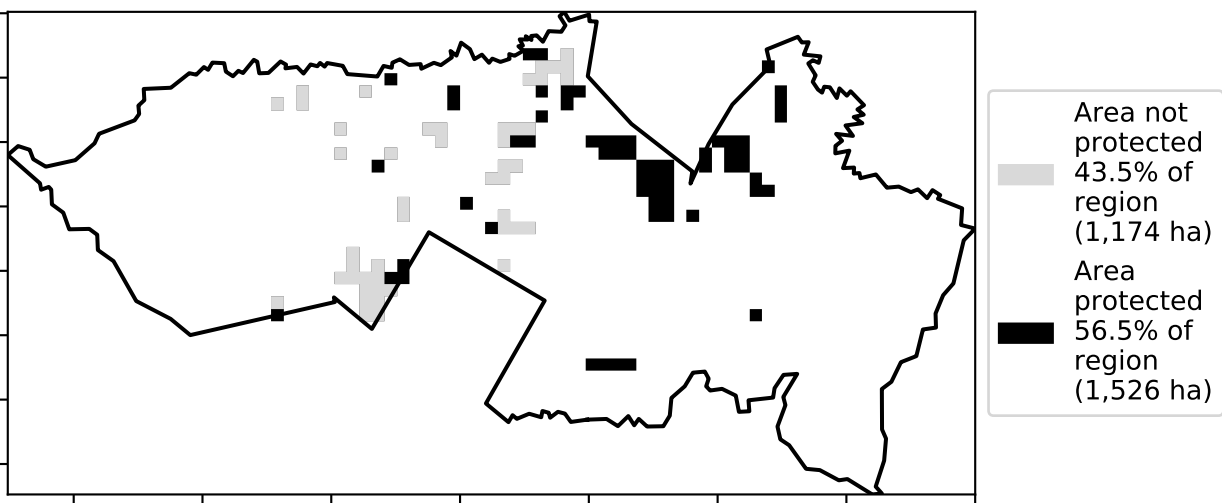 Area not
protected
43.5% of
region
(1,174 ha)
Area
protected
56.5% of
region
(1,526 ha)